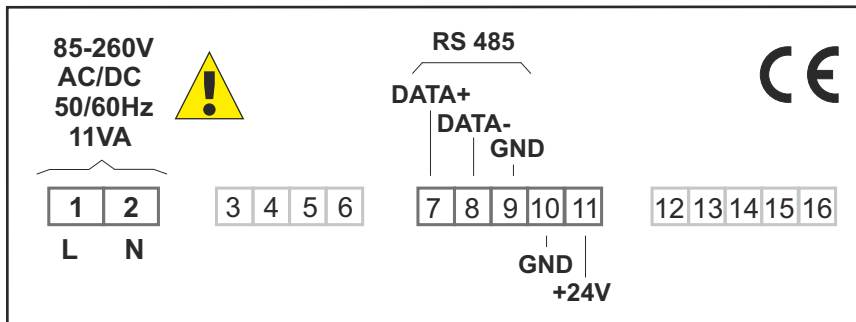 85-260V
AC/DC
50/60Hz
11VA
!
RS 485
DATA+
DATA-
GND
CE
1 2
3 4 5 6
7 8 9 10 11
12 13 14 15 16
L N
GND
+24V